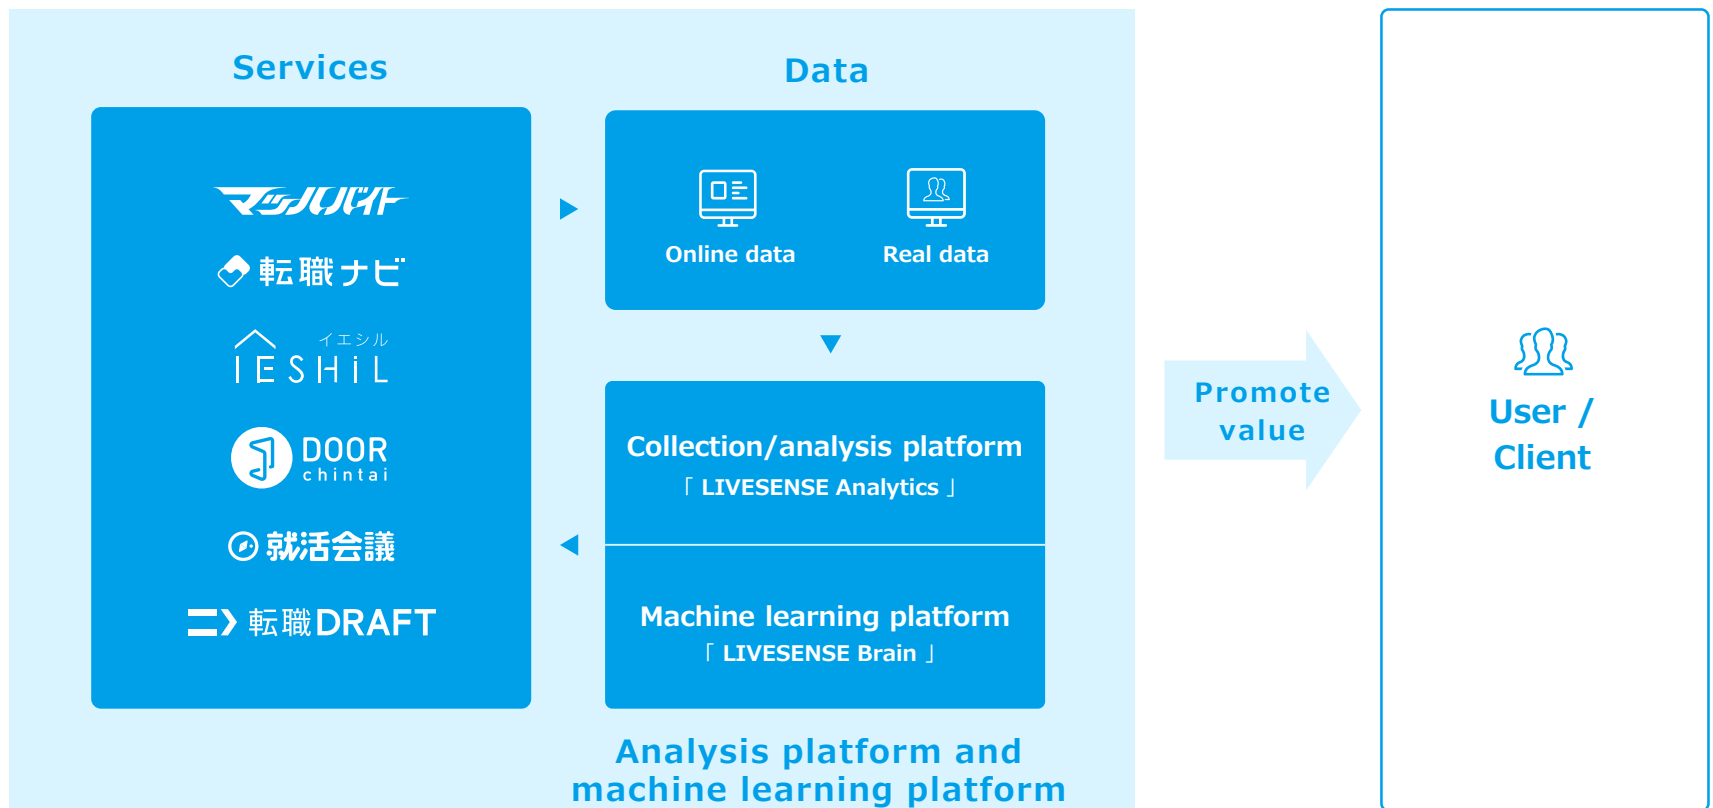 Services
マッハバイト
転職ナビ
イエシル
IESHiL
DOOR
chintai
就活会議
転職DRAFT
Data
Online data
Real data
Collection/analysis platform
「 LIVESENSE Analytics 」
Machine learning platform
「 LIVESENSE Brain 」
Analysis platform and
machine learning platform
Promote
value
User /
Client